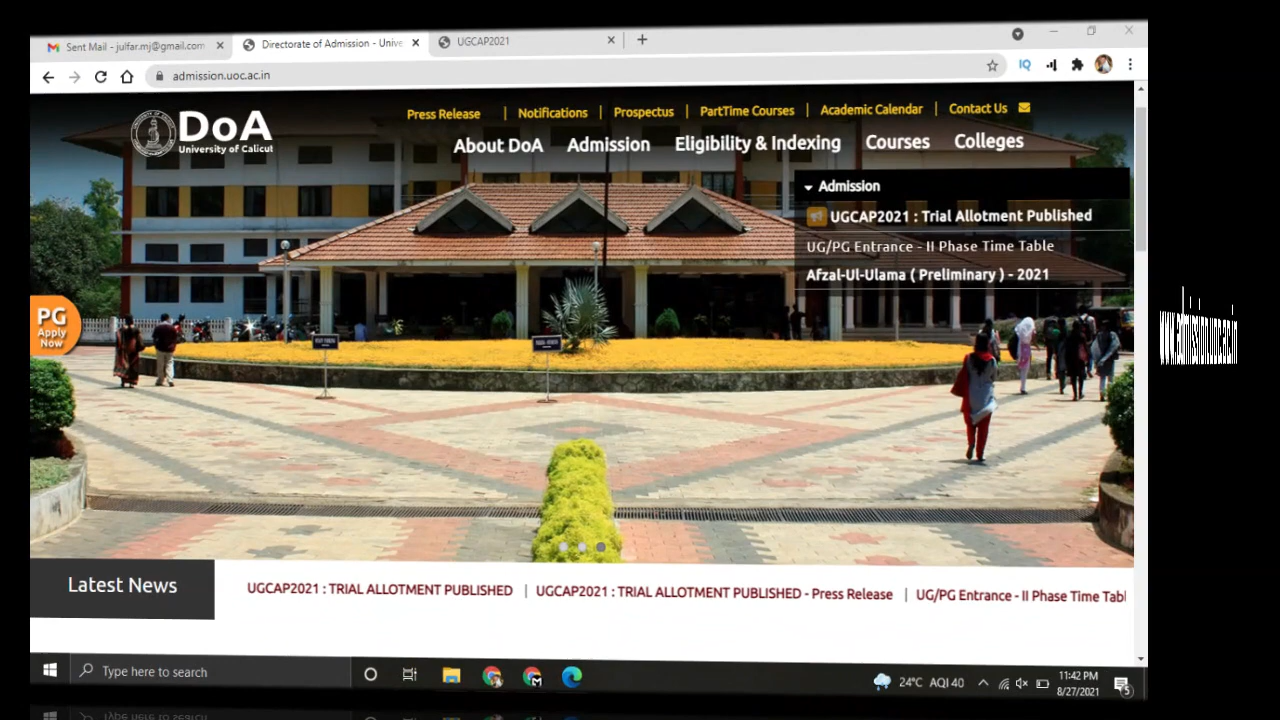 Sent Mail - julfar.mj@gmail.com
Directorate of Admission - Unive
UGCAP2021
admission.uoc.ac.in
IQ
Press Release | Notifications | Prospectus | PartTime Courses | Academic Calendar | Contact Us
DoA
University of Calicut
About DoA Admission Eligibility & Indexing Courses Colleges
Admission
UGCAP2021 : Trial Allotment Published
UG/PG Entrance - II Phase Time Table
Afzal-Ul-Ulama ( Preliminary ) - 2021
PG
Apply
Now
Latest News
UGCAP2021 : TRIAL ALLOTMENT PUBLISHED | UGCAP2021 : TRIAL ALLOTMENT PUBLISHED - Press Release | UG/PG Entrance - II Phase Time Tabl
Type here to search
24°C AQI 40
11:42 PM
8/27/2021
5